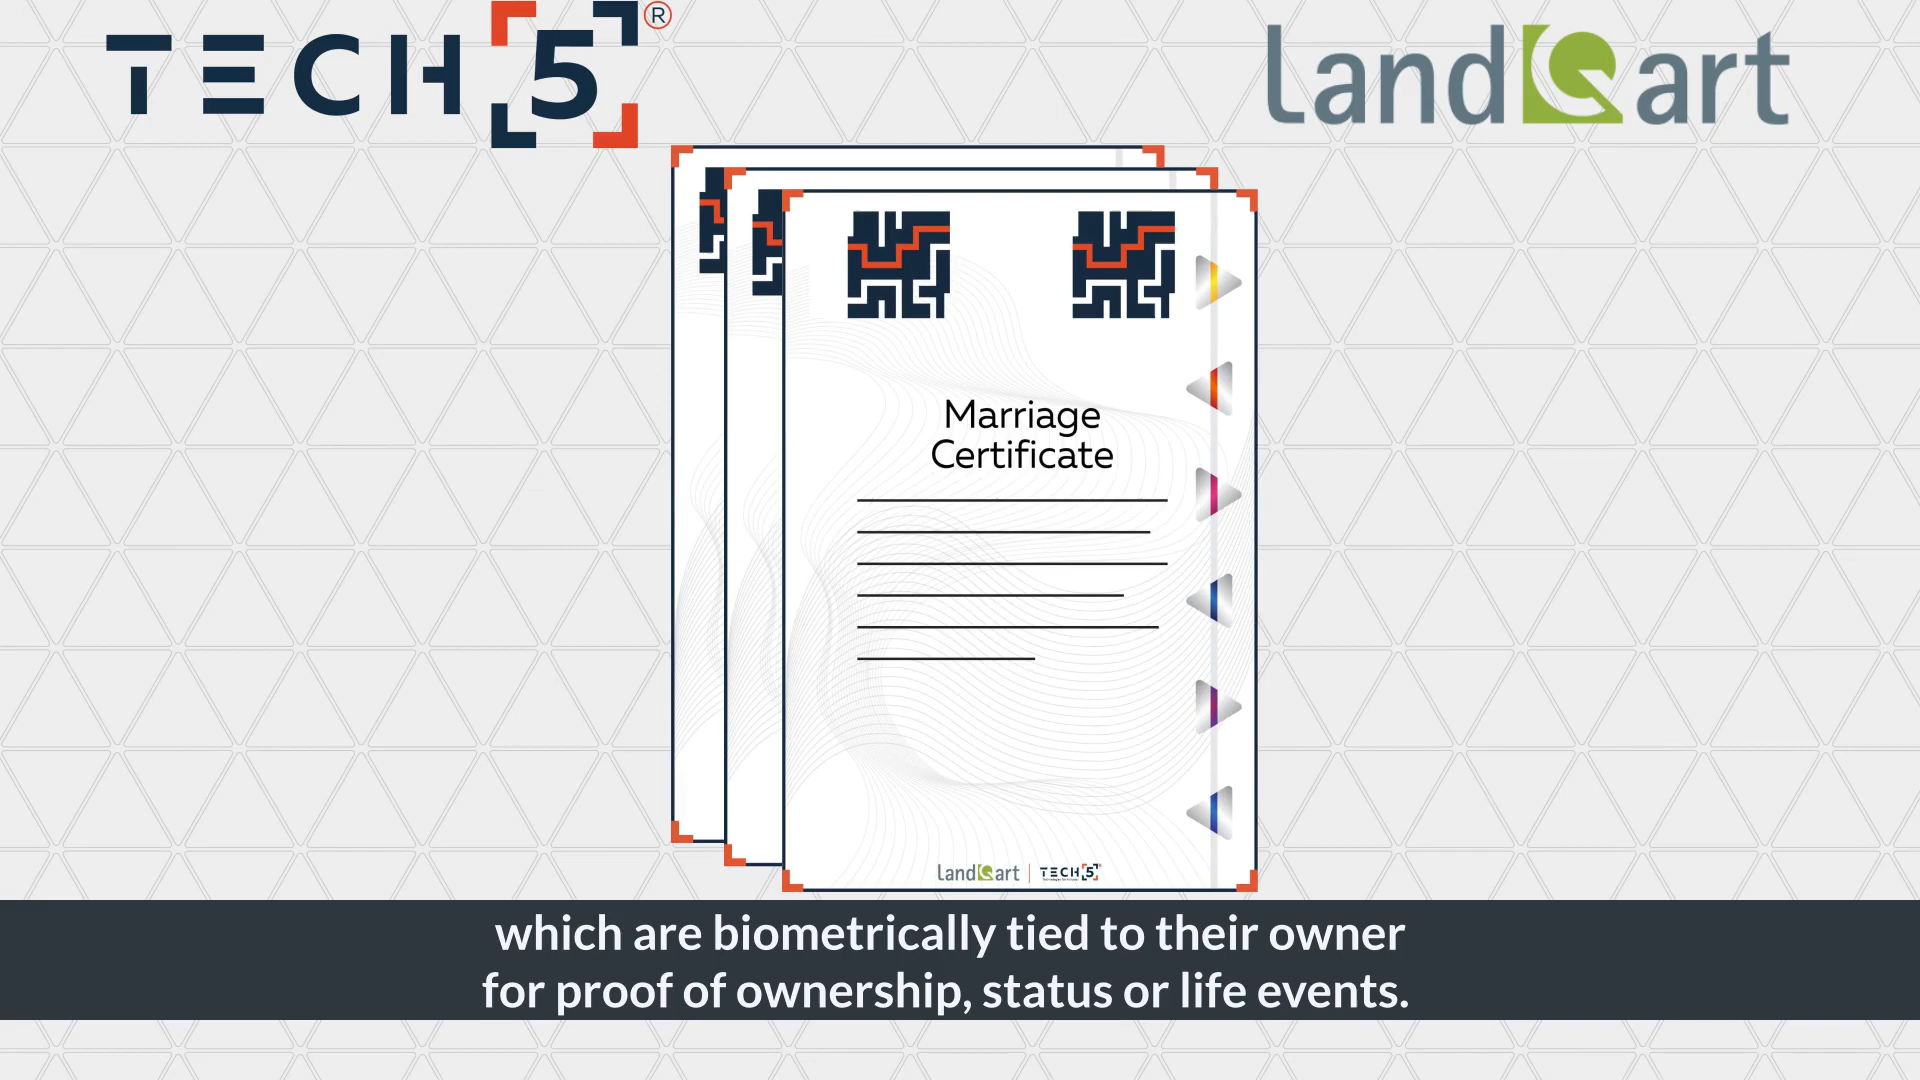 TECH5®
LandQart
Marriage
Certificate
LandQart | TECH5
which are biometrically tied to their owner
for proof of ownership, status or life events.